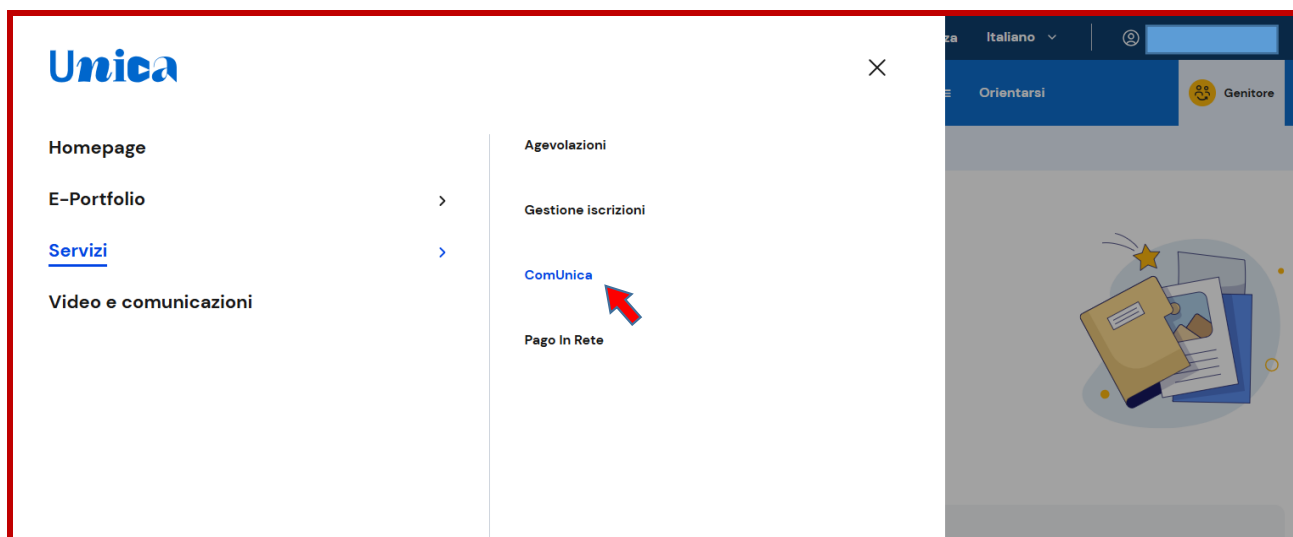 Unica
za Italiano
Orientarsi
Genitore
Homepage
E-Portfolio
Servizi
Video e comunicazioni
Agevolazioni
Gestione iscrizioni
ComUnica
Pago In Rete